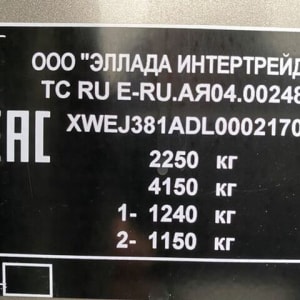 ООО "ЭЛЛАДА ИНТЕРТРЕЙД
ТС RU E-RU.АЯ04.00248
EAC
XWEJ381ADL0002170
2250 кг
4150 кг
1- 1240 кг
2- 1150 кг